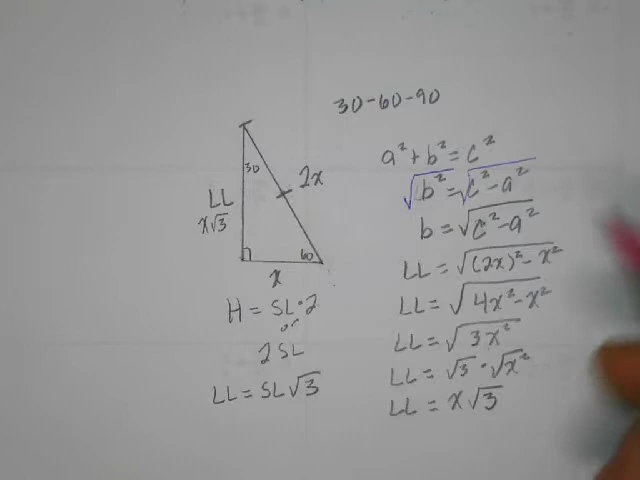 30-60-90
30
2x
LL
x√3
60
x
H = SL·2
or
2SL
LL = SL√3
a²+b²=c²
√b²=√c²-a²
b=√c²-a²
LL = √(2x)²-x²
LL = √4x²-x²
LL = √3x²
LL = √3·√x²
LL = x√3